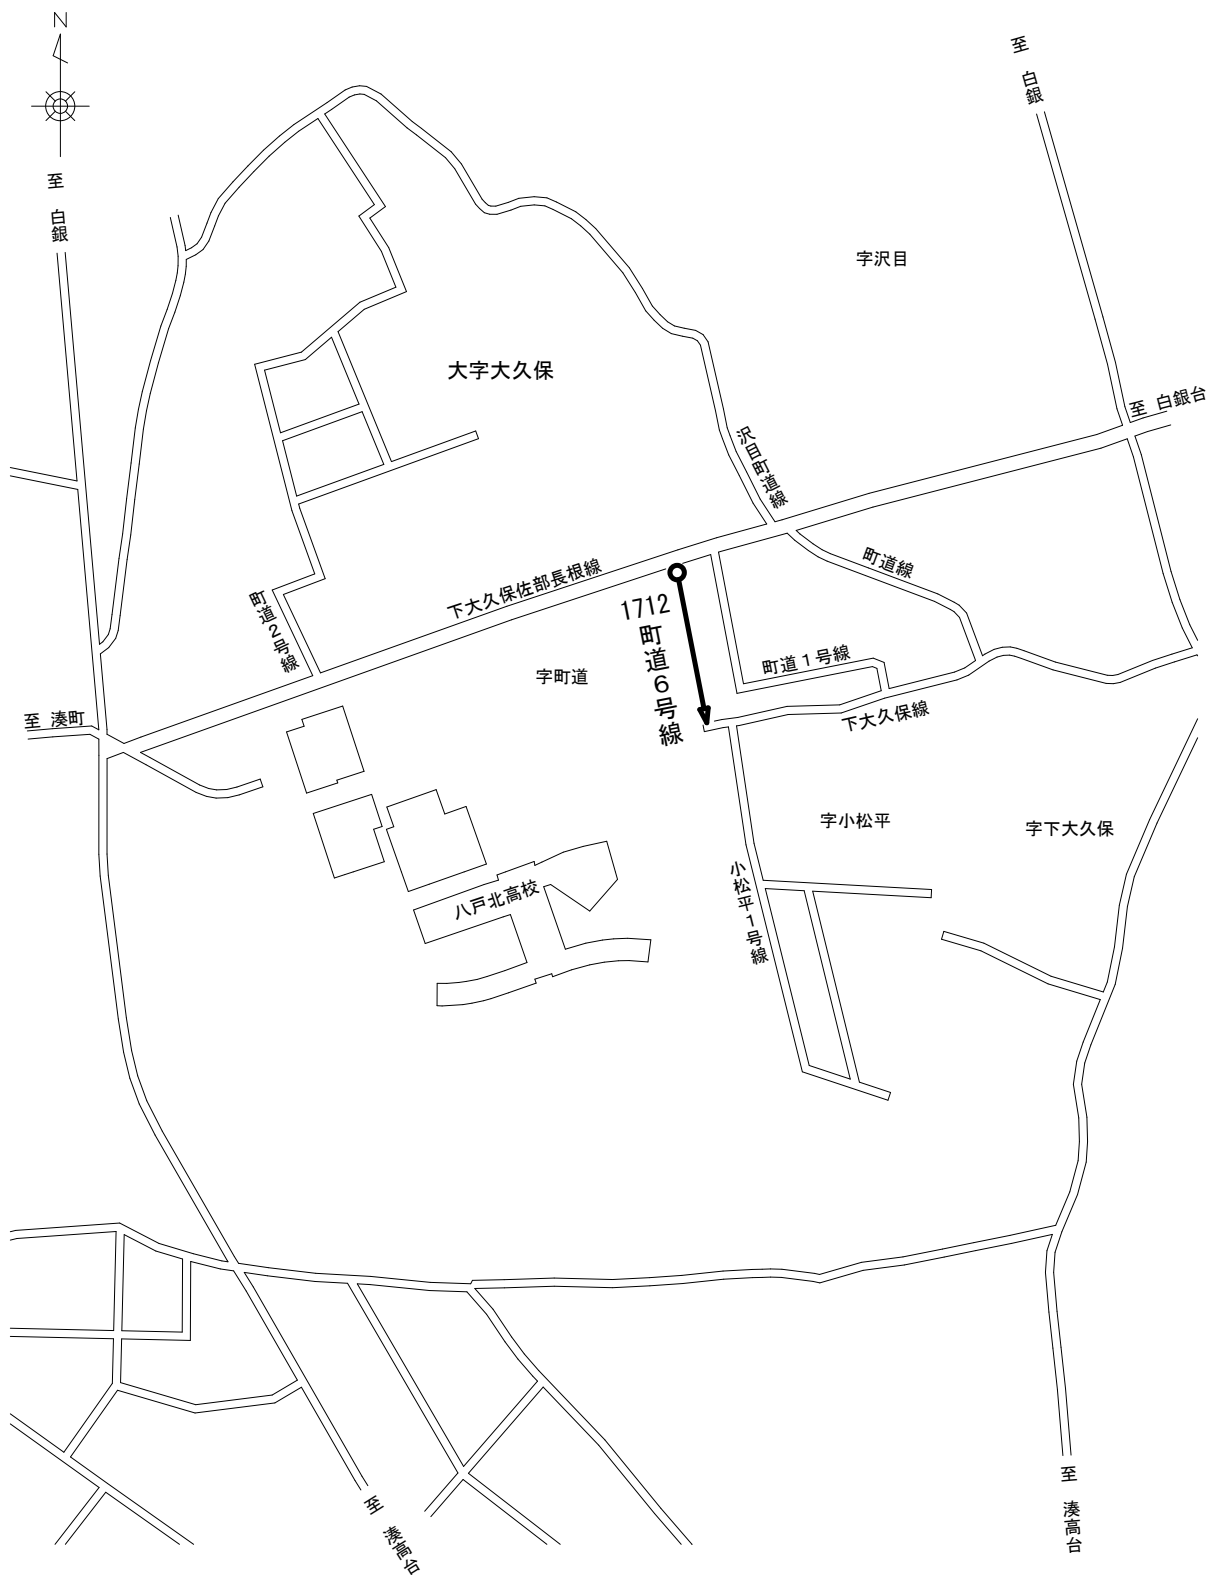 N
至 白銀
至 白銀
字沢目
大字大久保
至 白銀台
沢目町道線
町道線
下大久保佐部長根線
町道2号線
1712
町道6号線
字町道
町道1号線
至 湊町
下大久保線
字小松平
字下大久保
小松平1号線
八戸北高校
至 湊高台
至 湊高台